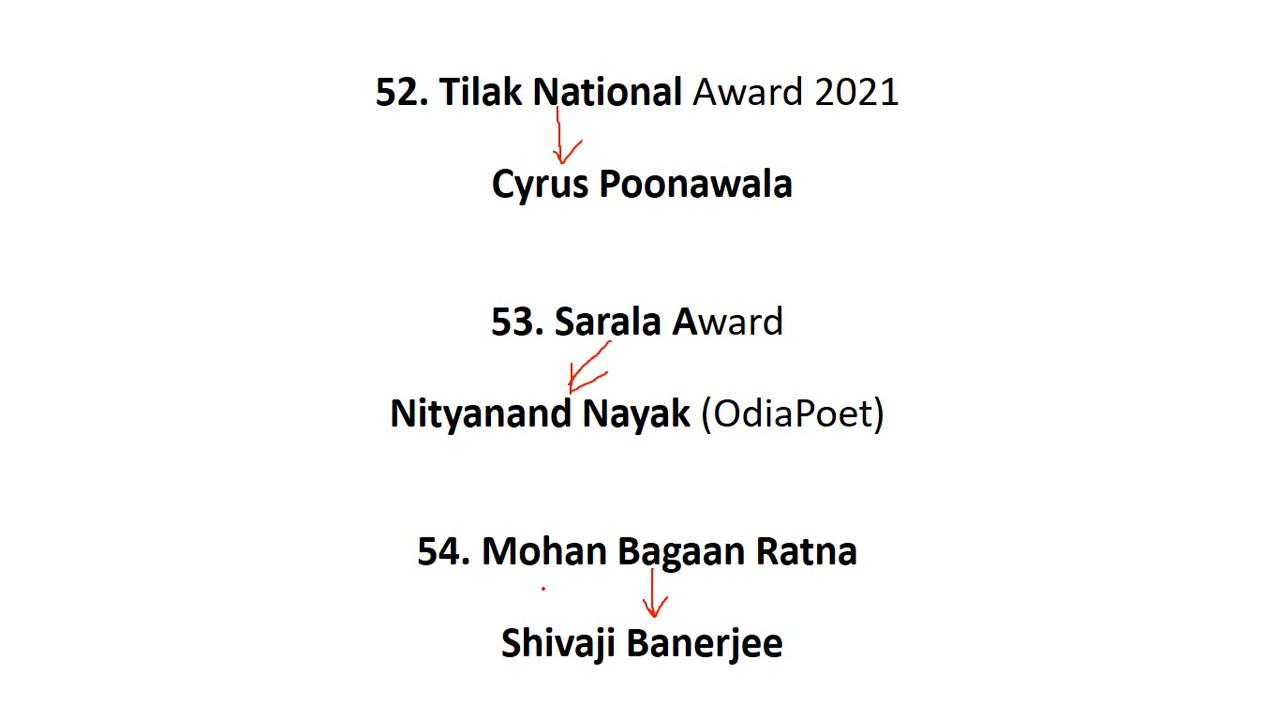 52. Tilak National Award 2021
Cyrus Poonawala
53. Sarala Award
Nityanand Nayak (OdiaPoet)
54. Mohan Bagaan Ratna
Shivaji Banerjee